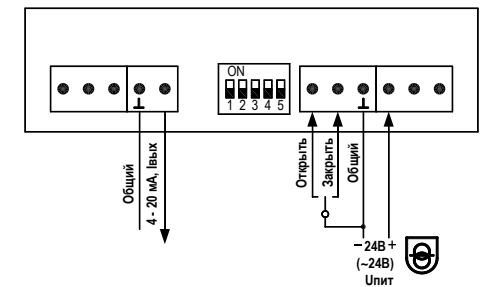 ON
1 2 3 4 5
Общий
4 - 20 мА, Iвых
Открыть
Закрыть
Общий
− 24В +
(~24В)
Uпит